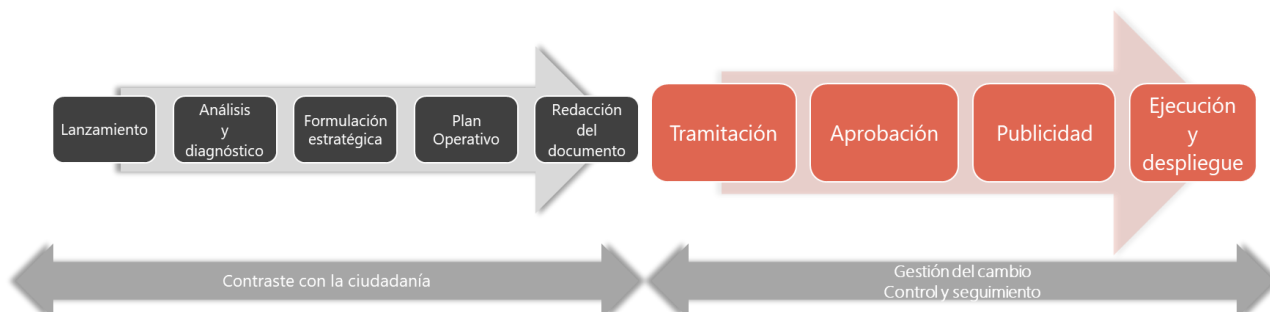 Lanzamiento
Análisis
y
diagnóstico
Formulación
estratégica
Plan
Operativo
Redacción
del
documento
Tramitación
Aprobación
Publicidad
Ejecución
y
despliegue
Contraste con la ciudadanía
Gestión del cambio
Control y seguimiento